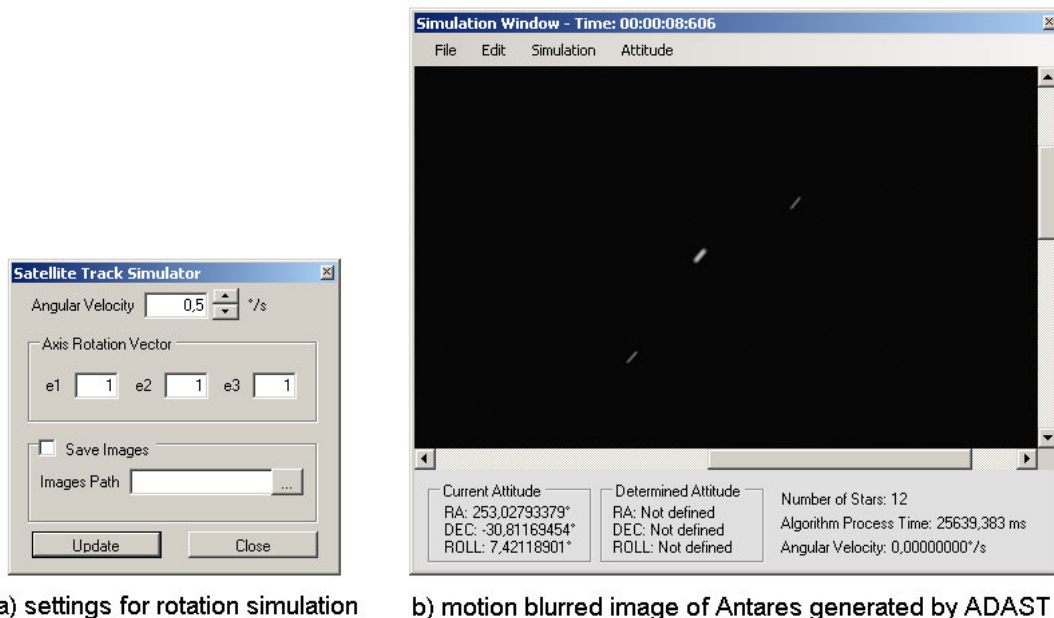 Simulation Window - Time: 00:00:08:606
File Edit Simulation Attitude
Satellite Track Simulator
Angular Velocity 0,5 °/s
Axis Rotation Vector
e1 1 e2 1 e3 1
Save Images
Images Path ...
Update Close
Current Attitude
RA: 253,02793379°
DEC: -30,81169454°
ROLL: 7,42118901°
Determined Attitude
RA: Not defined
DEC: Not defined
ROLL: Not defined
Number of Stars: 12
Algorithm Process Time: 25639,383 ms
Angular Velocity: 0,00000000°/s
a) settings for rotation simulation
b) motion blurred image of Antares generated by ADAST